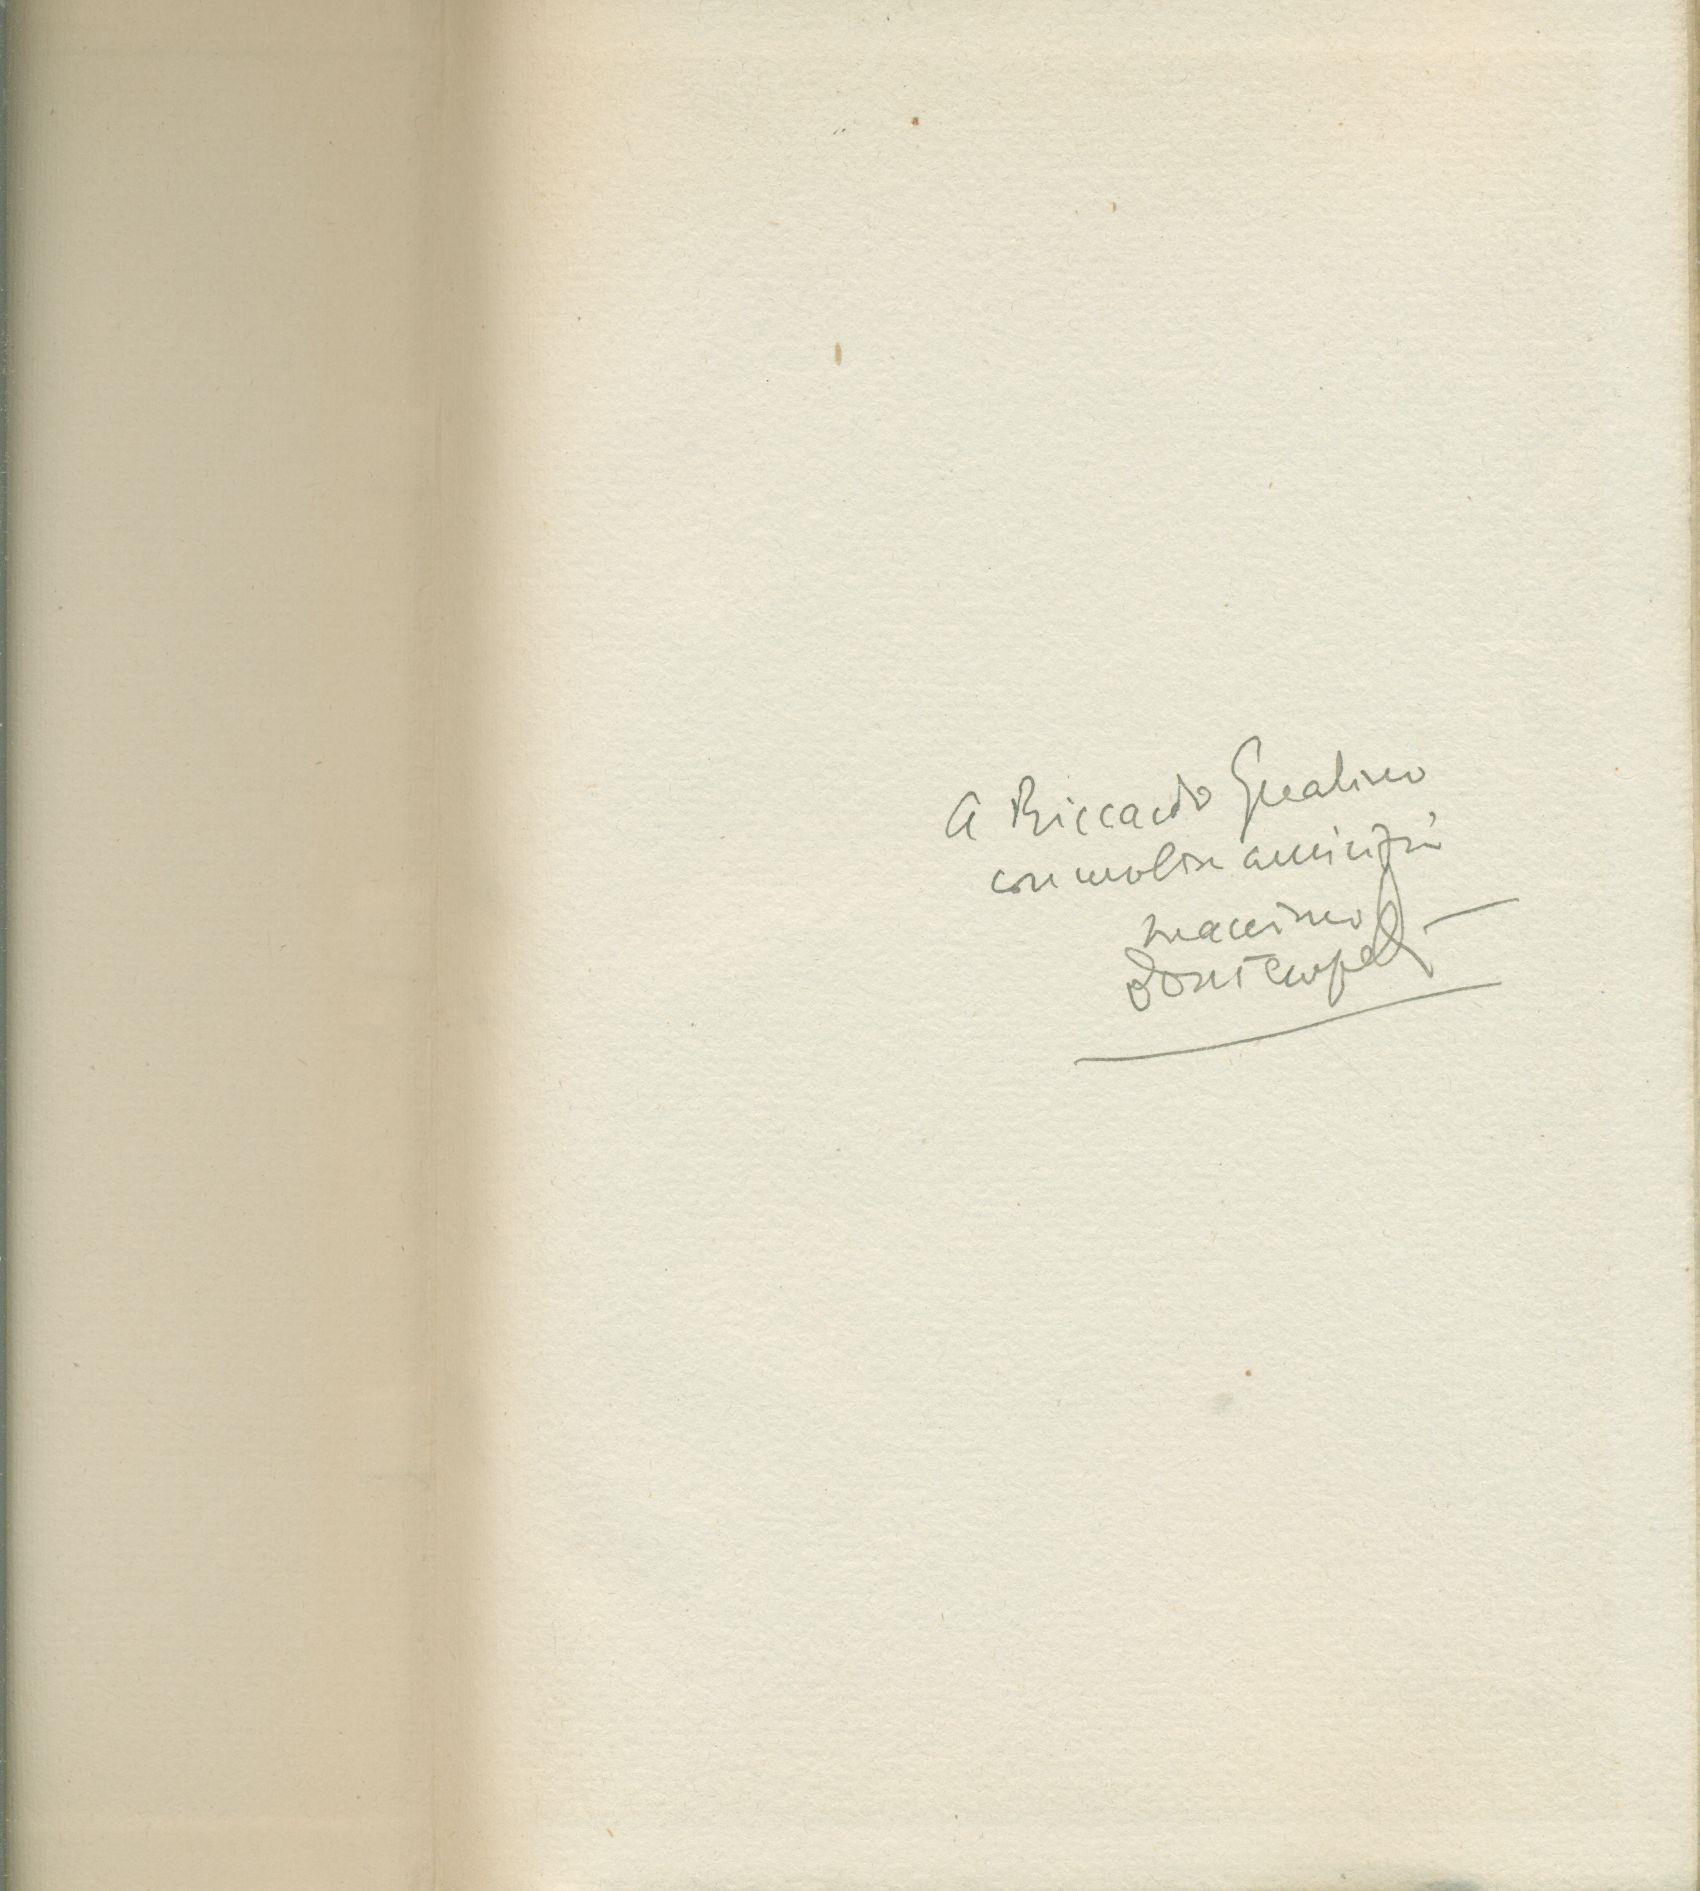 A Riccardo Gualino
con molta amicizia
Massimo
Bontempelli